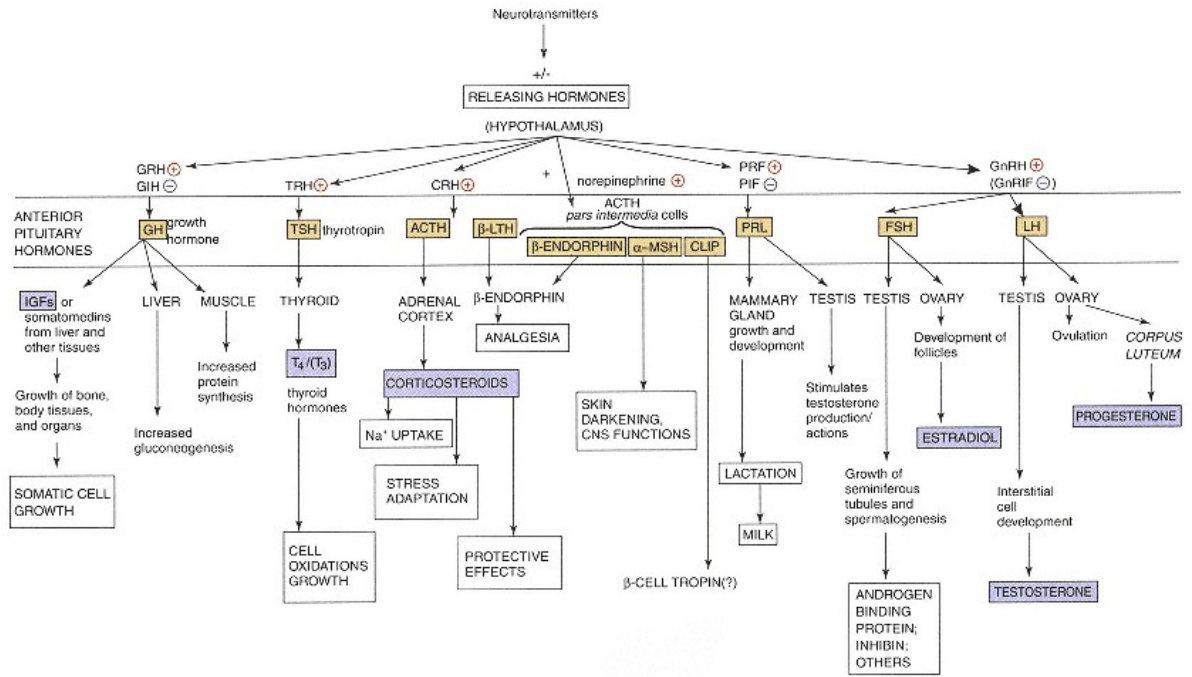 Neurotransmitters
+/-
RELEASING HORMONES
(HYPOTHALAMUS)
GRH +
GIH −
TRH +
CRH +
+
norepinephrine +
PRF +
PIF −
GnRH +
(GnRIF −)
ANTERIOR
PITUITARY
HORMONES
GH growth
hormone
TSH thyrotropin
ACTH
β-LTH
ACTH
pars intermedia cells
β-ENDORPHIN
α-MSH
CLIP
PRL
FSH
LH
IGFs or
somatomedins
from liver and
other tissues
Growth of bone,
body tissues,
and organs
SOMATIC CELL
GROWTH
LIVER
Increased
gluconeogenesis
MUSCLE
Increased
protein
synthesis
THYROID
T4/(T3)
thyroid
hormones
CELL
OXIDATIONS
GROWTH
ADRENAL
CORTEX
CORTICOSTEROIDS
Na+ UPTAKE
STRESS
ADAPTATION
PROTECTIVE
EFFECTS
β-ENDORPHIN
ANALGESIA
SKIN
DARKENING,
CNS FUNCTIONS
β-CELL TROPIN(?)
MAMMARY
GLAND
growth and
development
LACTATION
MILK
TESTIS
Stimulates
testosterone
production/
actions
TESTIS
Growth of
seminiferous
tubules and
spermalogenesis
ANDROGEN
BINDING
PROTEIN;
INHIBIN;
OTHERS
OVARY
Development of
follicles
ESTRADIOL
TESTIS
Interstitial
cell
development
TESTOSTERONE
OVARY
Ovulation
CORPUS
LUTEUM
PROGESTERONE